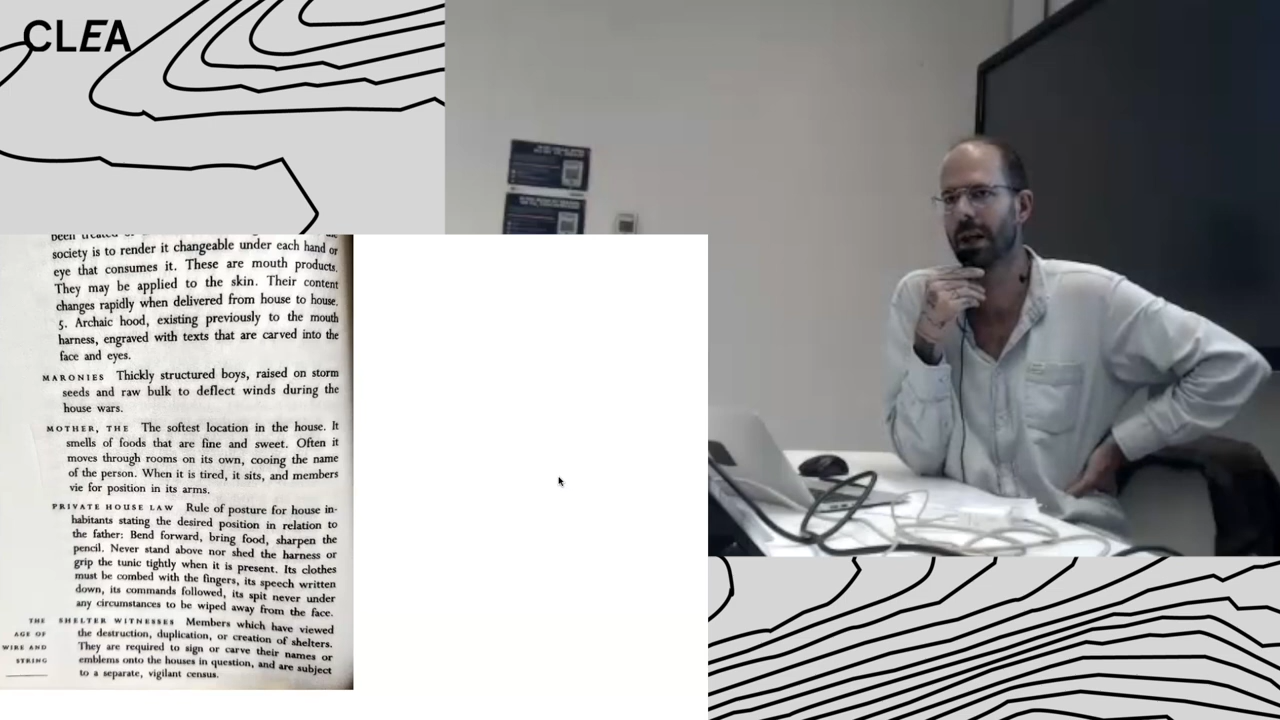 CLEA
society is to render it changeable under each hand or
eye that consumes it. These are mouth products.
They may be applied to the skin. Their content
changes rapidly when delivered from house to house.
5. Archaic hood, existing previously to the mouth
harness, engraved with texts that are carved into the
face and eyes.
MARONIES Thickly structured boys, raised on storm
seeds and raw bulk to deflect winds during the
house wars.
MOTHER, THE The softest location in the house. It
smells of foods that are fine and sweet. Often it
moves through rooms on its own, cooing the name
of the person. When it is tired, it sits, and members
vie for position in its arms.
PRIVATE HOUSE LAW Rule of posture for house in-
habitants stating the desired position in relation to
the father: Bend forward, bring food, sharpen the
pencil. Never stand above nor shed the harness or
grip the tunic tightly when it is present. Its clothes
must be combed with the fingers, its speech written
down, its commands followed, its spit never under
any circumstances to be wiped away from the face.
SHELTER WITNESSES Members which have viewed
the destruction, duplication, or creation of shelters.
They are required to sign or carve their names or
emblems onto the houses in question, and are subject
to a separate, vigilant census.
THE
AGE OF
WIRE AND
STRING